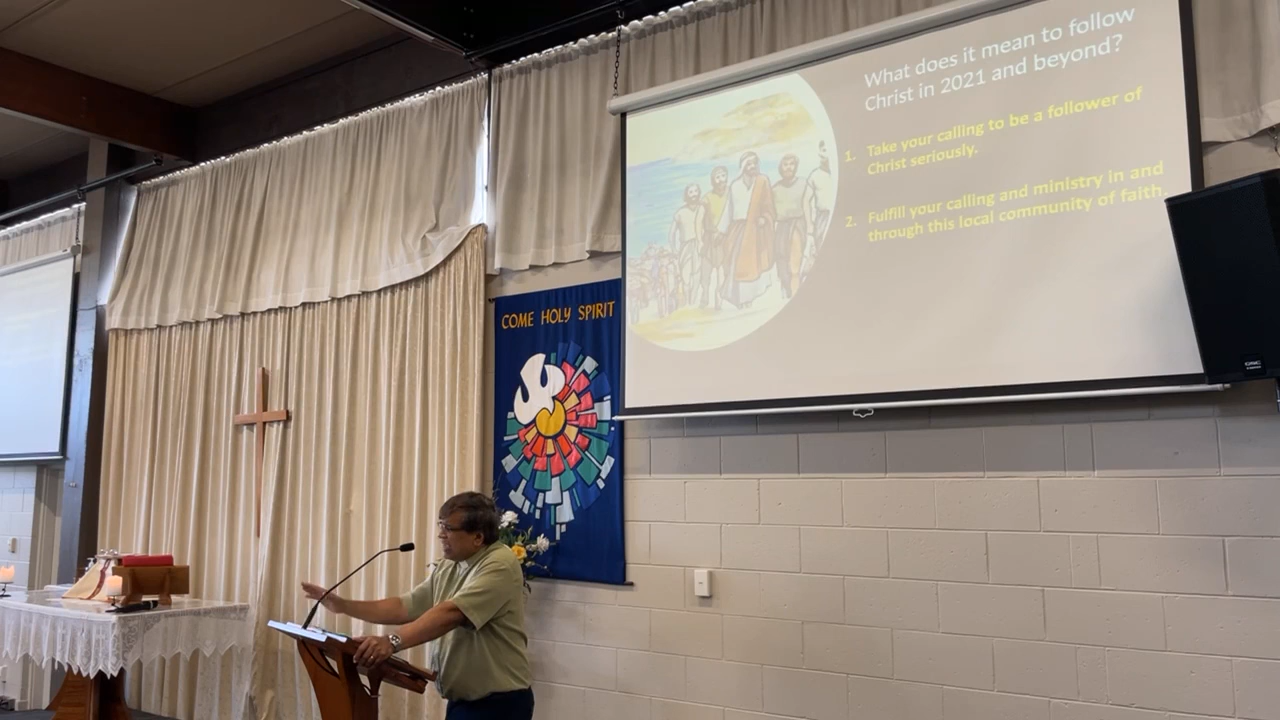 What does it mean to follow
Christ in 2021 and beyond?
1. Take your calling to be a follower of
Christ seriously.
2. Fulfill your calling and ministry in and
through this local community of faith.
COME HOLY SPIRIT
QSC